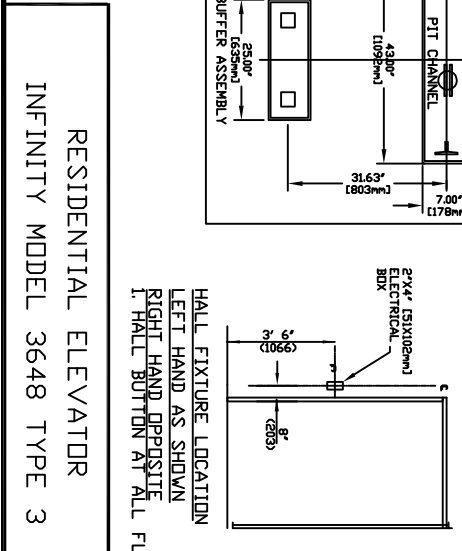 PIT CHANNEL
43.00"
[1092mm]
7.00"
[178mm
31.63"
[803mm]
25.00"
[635mm]
BUFFER ASSEMBLY
2"X4" [51X102mm]
ELECTRICAL
BOX
3' 6"
(1066)
8"
(203)
HALL FIXTURE LOCATION
LEFT HAND AS SHOWN
RIGHT HAND OPPOSITE
1. HALL BUTTON AT ALL
RESIDENTIAL ELEVATOR
INFINITY MODEL 3648 TYPE 3